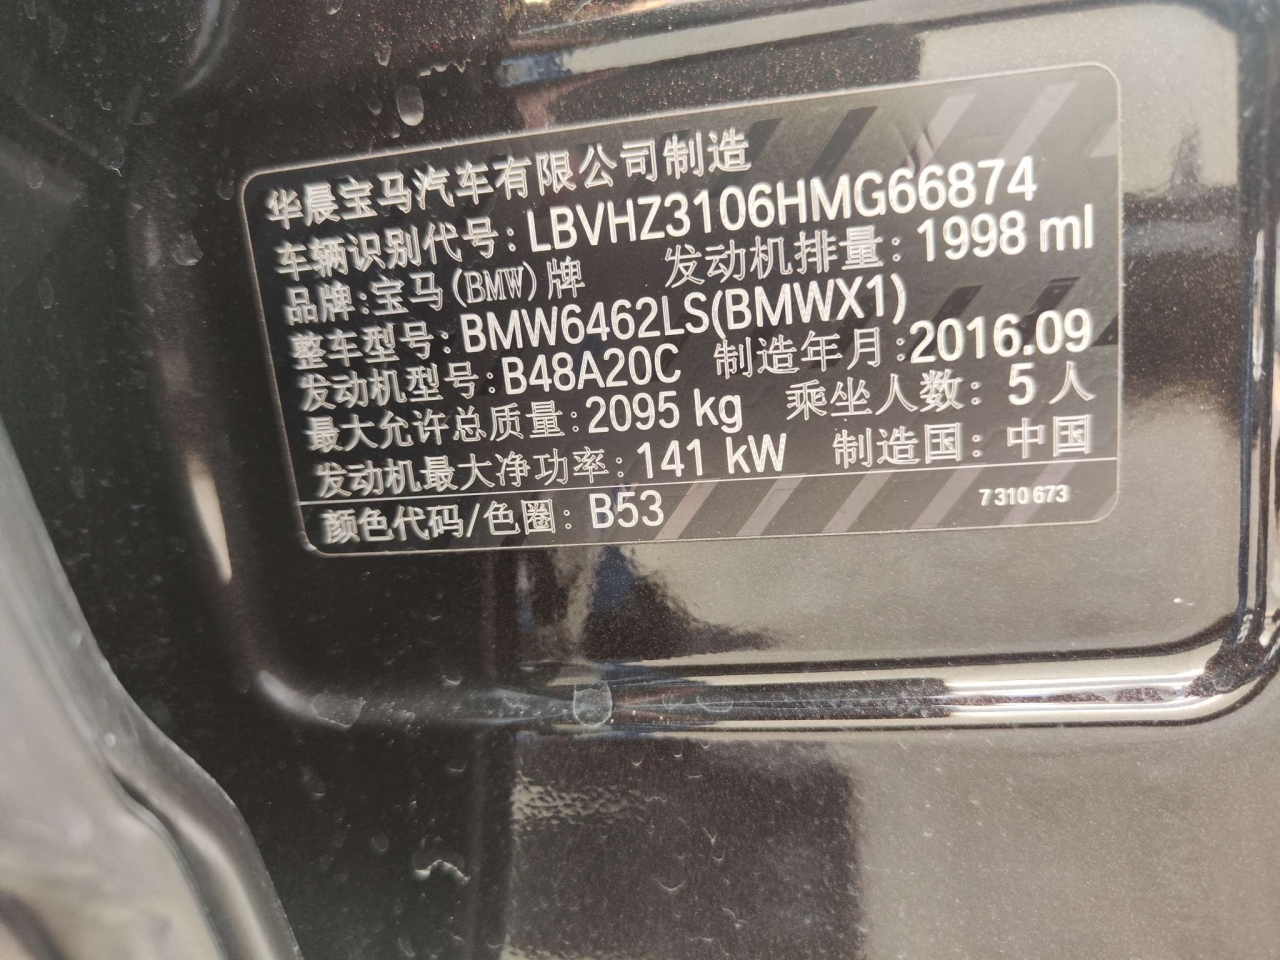 华晨宝马汽车有限公司制造
车辆识别代号: LBVHZ3106HMG66874
品牌: 宝马(BMW)牌 发动机排量: 1998 ml
整车型号: BMW6462LS(BMWX1)
发动机型号: B48A20C 制造年月: 2016.09
最大允许总质量: 2095 kg 乘坐人数: 5 人
发动机最大净功率: 141 kW 制造国: 中国
颜色代码/色圈: B53 7310673